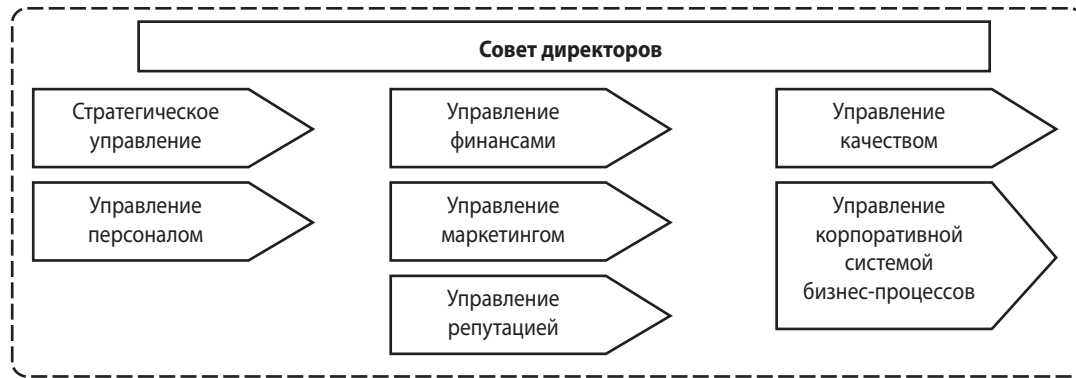 Совет директоров
Стратегическое
управление
Управление
финансами
Управление
качеством
Управление
персоналом
Управление
маркетингом
Управление
корпоративной
системой
бизнес-процессов
Управление
репутацией